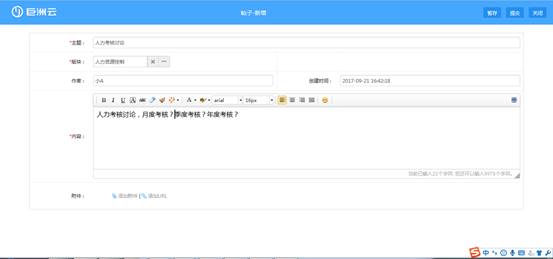 巨洲云
帖子-新增
暂存 提交 关闭
*主题： 人力考核讨论
*版块： 人力资源控制
作者： 小A 创建时间： 2017-09-21 16:42:18
B I U A ABC A arial 16px
*内容： 人力考核讨论，月度考核？季度考核？年度考核？
当前已输入22个字符, 您还可以输入9978个字符。
附件： 添加附件 | 添加URL
S 中